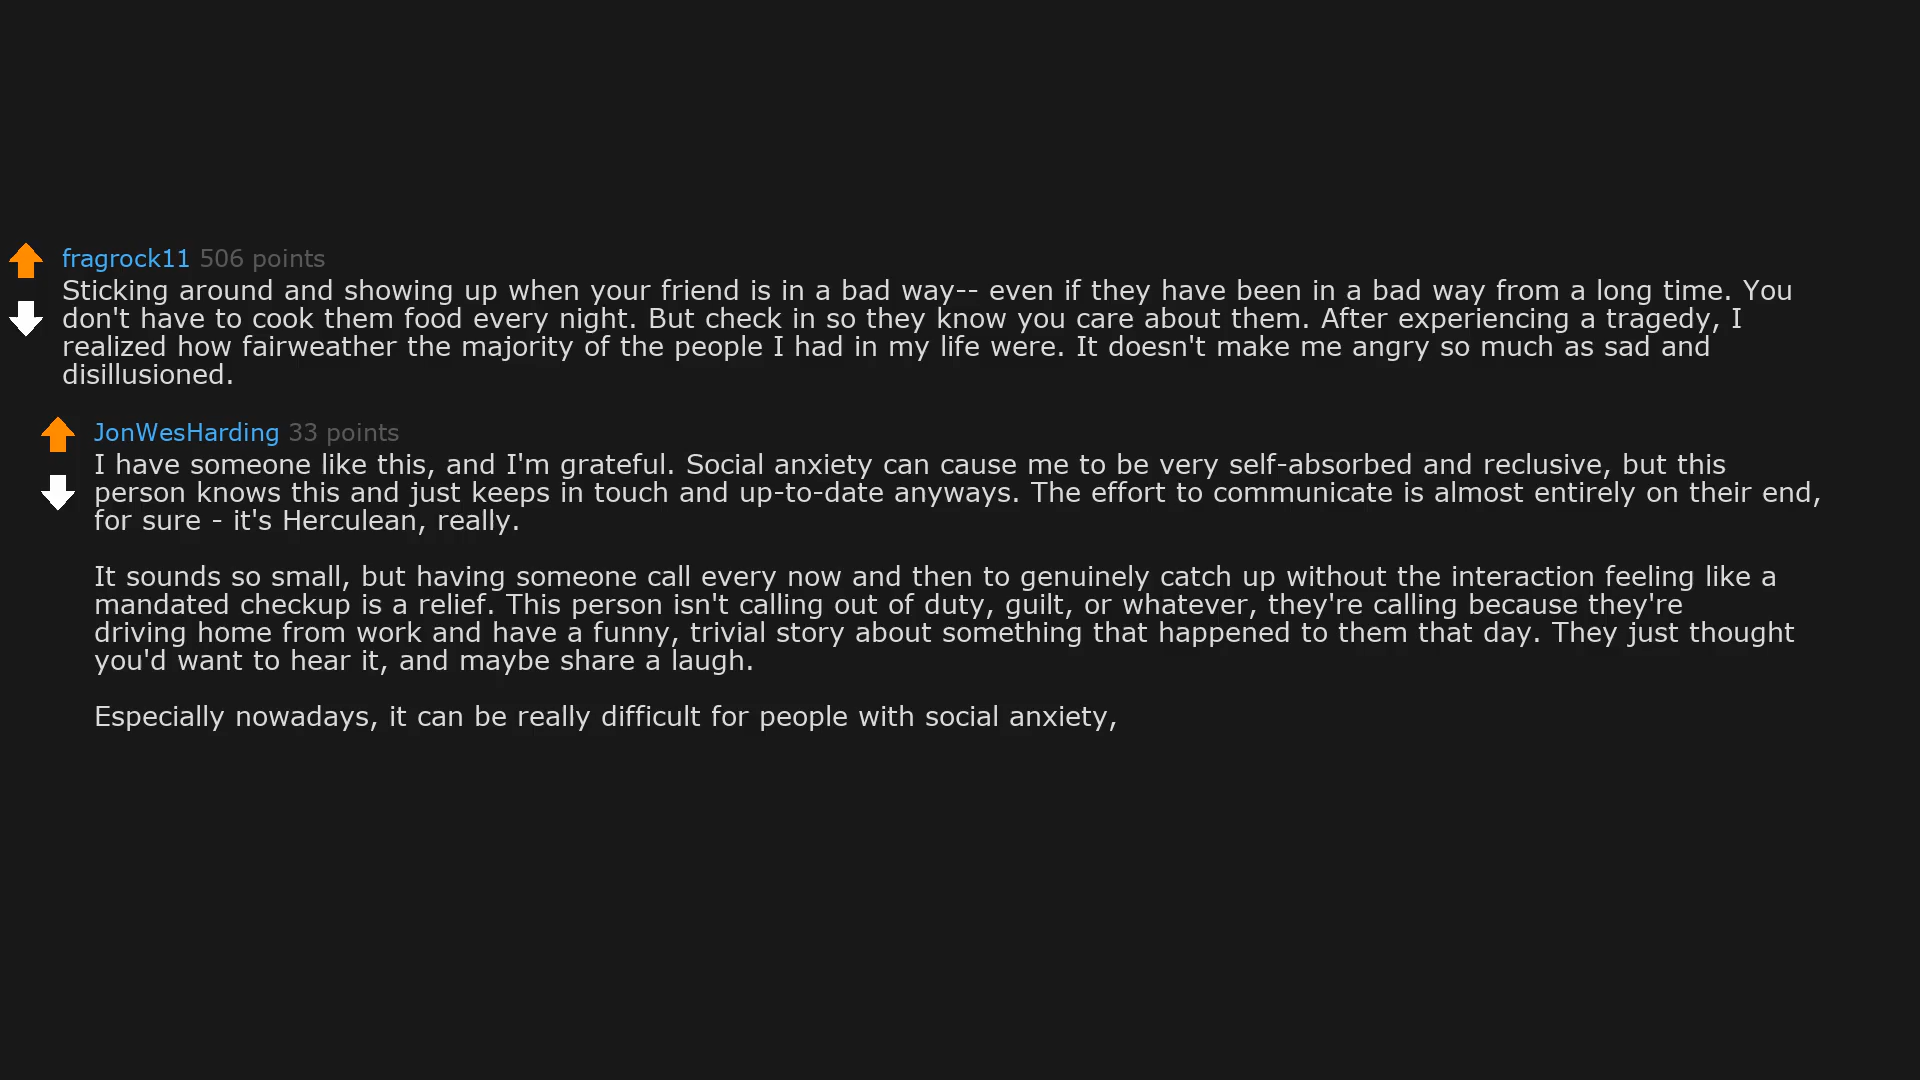 fragrock11 506 points
Sticking around and showing up when your friend is in a bad way-- even if they have been in a bad way from a long time. You
don't have to cook them food every night. But check in so they know you care about them. After experiencing a tragedy, I
realized how fairweather the majority of the people I had in my life were. It doesn't make me angry so much as sad and
disillusioned.
JonWesHarding 33 points
I have someone like this, and I'm grateful. Social anxiety can cause me to be very self-absorbed and reclusive, but this
person knows this and just keeps in touch and up-to-date anyways. The effort to communicate is almost entirely on their end,
for sure - it's Herculean, really.
It sounds so small, but having someone call every now and then to genuinely catch up without the interaction feeling like a
mandated checkup is a relief. This person isn't calling out of duty, guilt, or whatever, they're calling because they're
driving home from work and have a funny, trivial story about something that happened to them that day. They just thought
you'd want to hear it, and maybe share a laugh.
Especially nowadays, it can be really difficult for people with social anxiety,